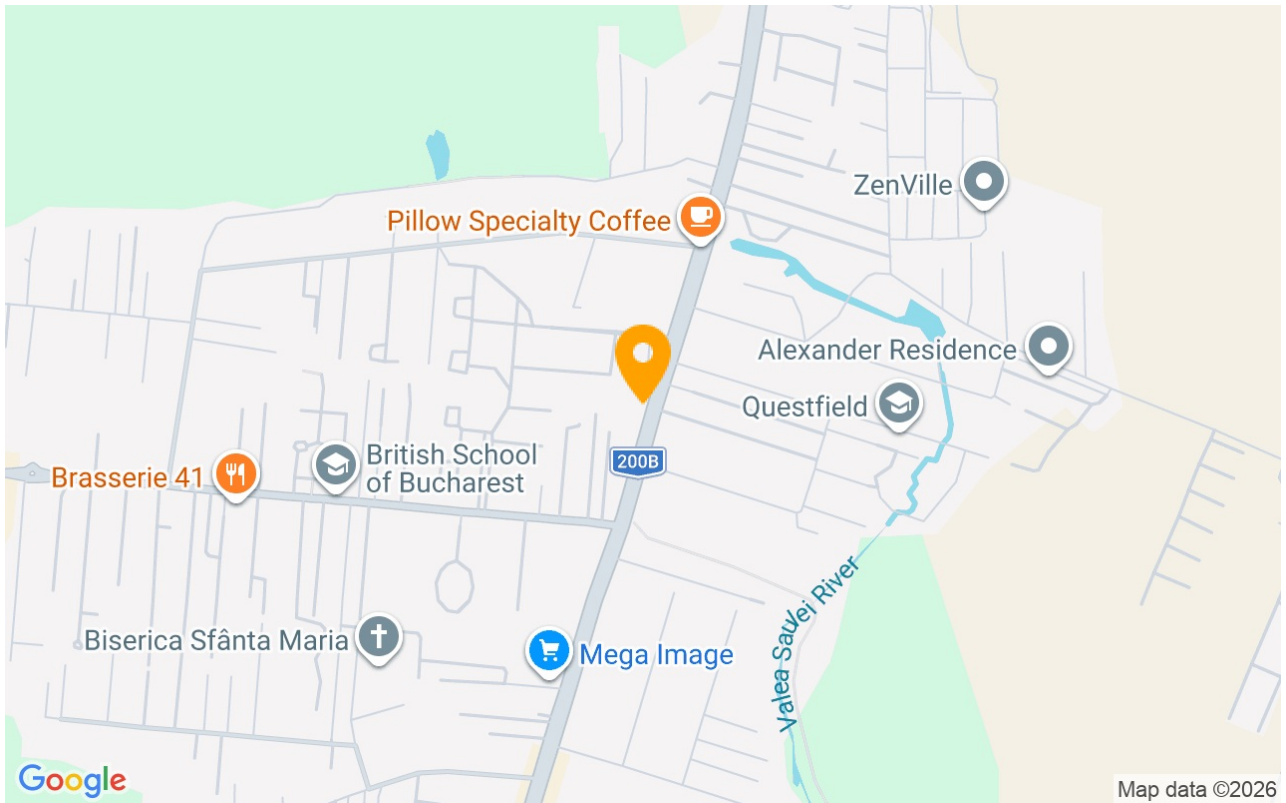 ZenVille
Pillow Specialty Coffee
Alexander Residence
Questfield
British School
of Bucharest
200B
Brasserie 41
Valea Saulei River
Biserica Sfânta Maria
Mega Image
Google
Map data ©2026